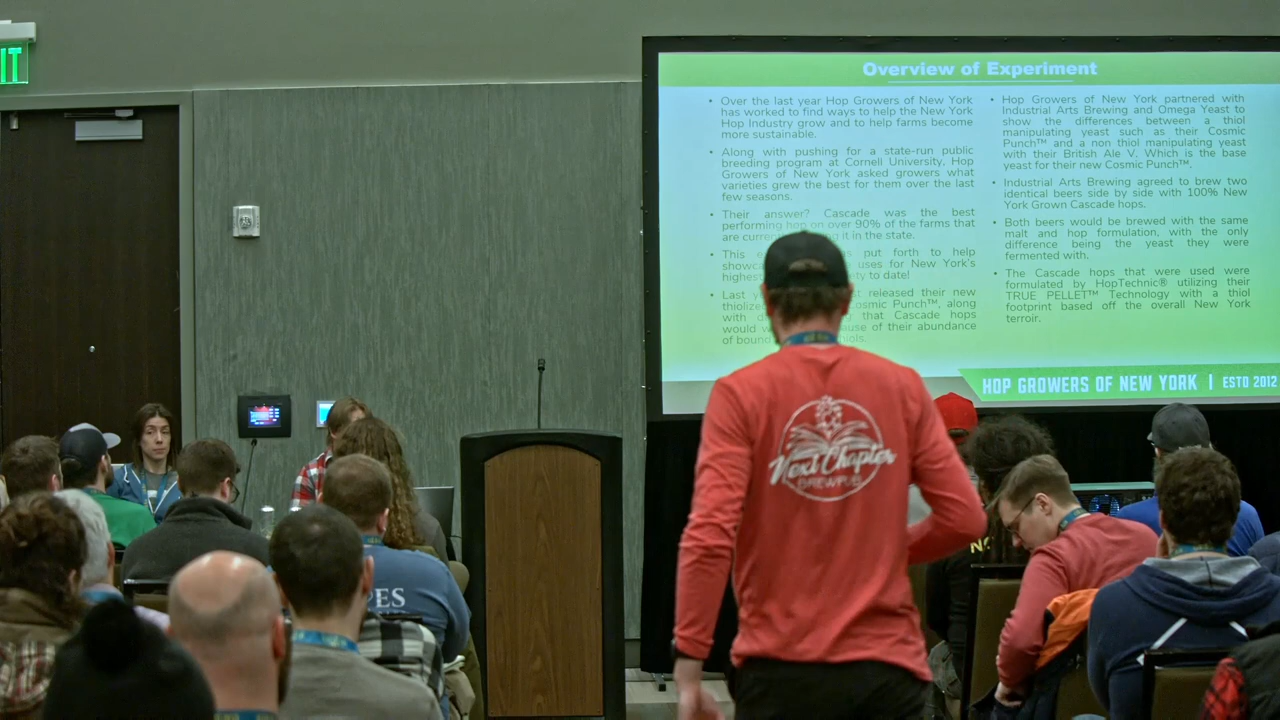 IT
Overview of Experiment
• Over the last year Hop Growers of New York
has worked to find ways to help the New York
Hop Industry grow and to help farms become
more sustainable.
• Along with pushing for a state-run public
breeding program at Cornell University, Hop
Growers of New York asked growers what
varieties grew the best for them over the last
few seasons.
• Their answer? Cascade was the best
performing hop on over 90% of the farms that
are it in the state.
• This put forth to help
uses for New York's
to date!
• Last released their new
Cosmic Punch™, along
with that Cascade hops
would of their abundance
of
• Hop Growers of New York partnered with
Industrial Arts Brewing and Omega Yeast to
show the differences between a thiol
manipulating yeast such as their Cosmic
Punch™ and a non thiol manipulating yeast
with their British Ale V. Which is the base
yeast for their new Cosmic Punch™.
• Industrial Arts Brewing agreed to brew two
identical beers side by side with 100% New
York Grown Cascade hops.
• Both beers would be brewed with the same
malt and hop formulation, with the only
difference being the yeast they were
fermented with.
• The Cascade hops that were used were
formulated by HopTechnic® utilizing their
TRUE PELLET™ Technology with a thiol
footprint based off the overall New York
terroir.
HOP GROWERS OF NEW YORK | ESTD 2012
Next Chapter
BREWPUB
PES